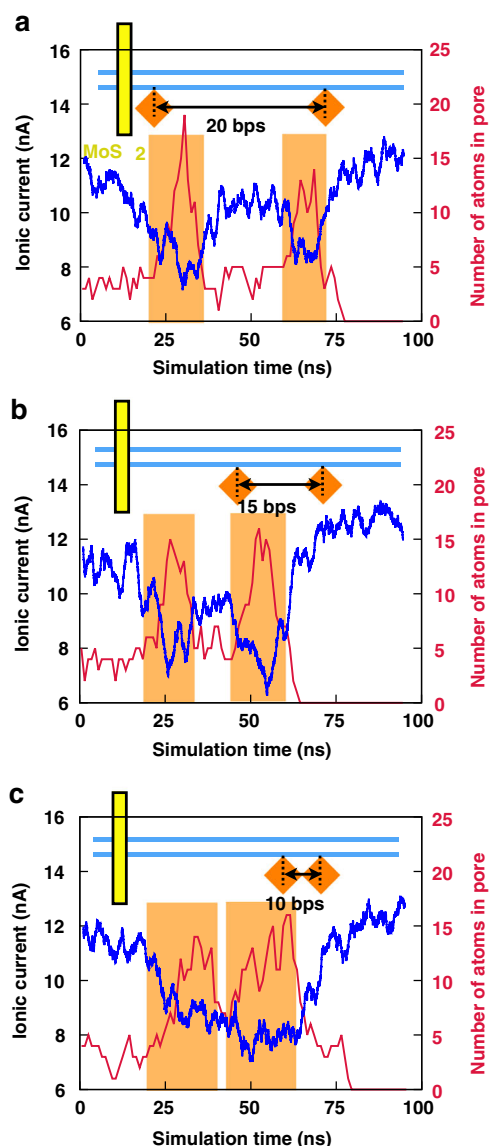 a
16
14
12
10
8
6
25
20
15
10
5
0
MoS 2
20 bps
Ionic current (nA)
Number of atoms in pore
0 25 50 75 100
Simulation time (ns)
b
16
14
12
10
8
6
25
20
15
10
5
0
15 bps
Ionic current (nA)
Number of atoms in pore
0 25 50 75 100
Simulation time (ns)
c
16
14
12
10
8
6
25
20
15
10
5
0
10 bps
Ionic current (nA)
Number of atoms in pore
0 25 50 75 100
Simulation time (ns)